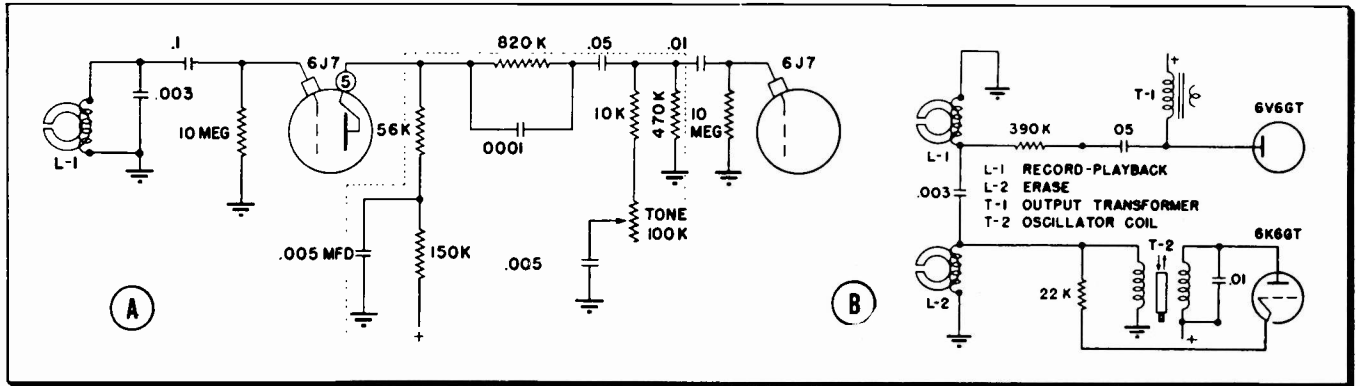 .1
.003
L-1
10 MEG
6J7
5
56K
820 K
0001
.05
.01
10K
470K
10
MEG
6J7
TONE
100K
.005 MFD
150K
+
.005
A
+
T-1
6V6GT
390K
05
L-1
L-1 RECORD-PLAYBACK
L-2 ERASE
T-1 OUTPUT TRANSFORMER
T-2 OSCILLATOR COIL
.003
6K6GT
T-2
.01
22 K
L-2
+
B